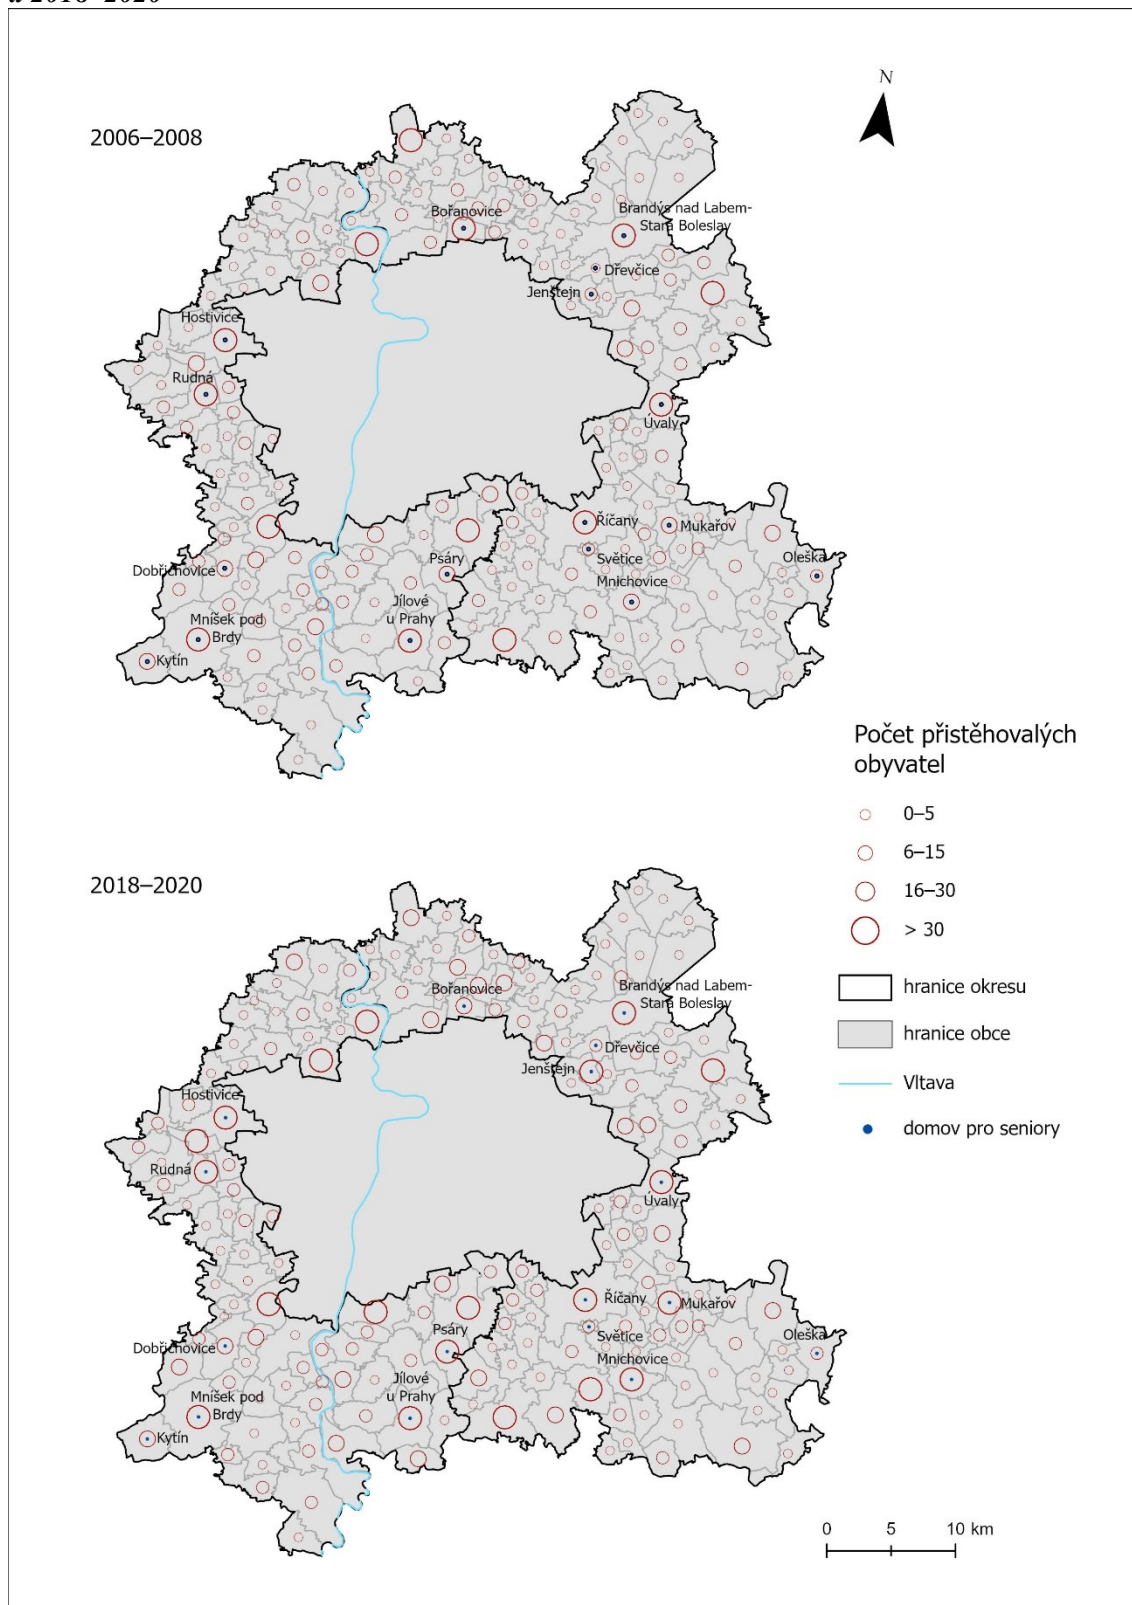 a 2018–2020
N
2006–2008
Bořanovice
Brandýs nad Labem-
Stará Boleslav
Dřevčice
Jenštejn
Hostivice
Rudná
Úvaly
Říčany
Mukařov
Světice
Oleška
Psáry
Dobřichovice
Mnichovice
Jílové
u Prahy
Mníšek pod
Brdy
Kytín
Počet přistěhovalých
obyvatel
0–5
6–15
16–30
> 30
hranice okresu
hranice obce
Vltava
domov pro seniory
2018–2020
Bořanovice
Brandýs nad Labem-
Stará Boleslav
Dřevčice
Jenštejn
Hostivice
Rudná
Úvaly
Říčany
Mukařov
Světice
Oleška
Psáry
Dobřichovice
Mnichovice
Jílové
u Prahy
Mníšek pod
Brdy
Kytín
0 5 10 km